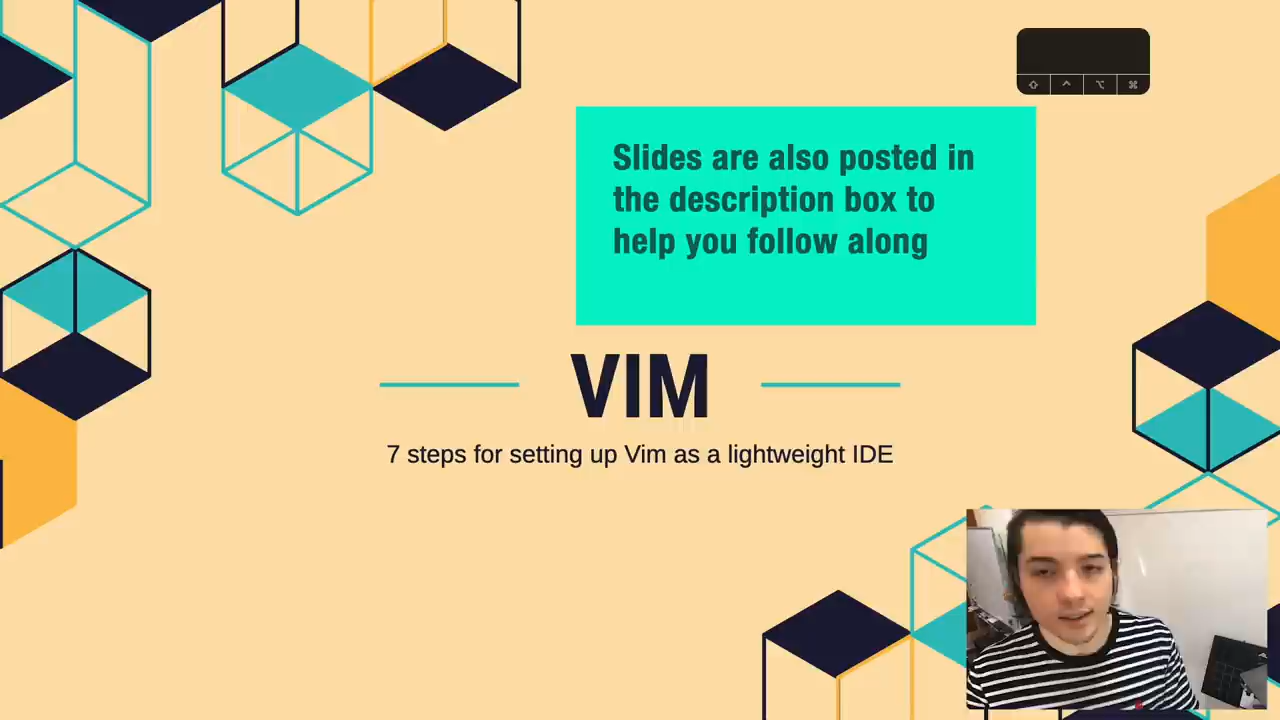 Slides are also posted in
the description box to
help you follow along
VIM
7 steps for setting up Vim as a lightweight IDE